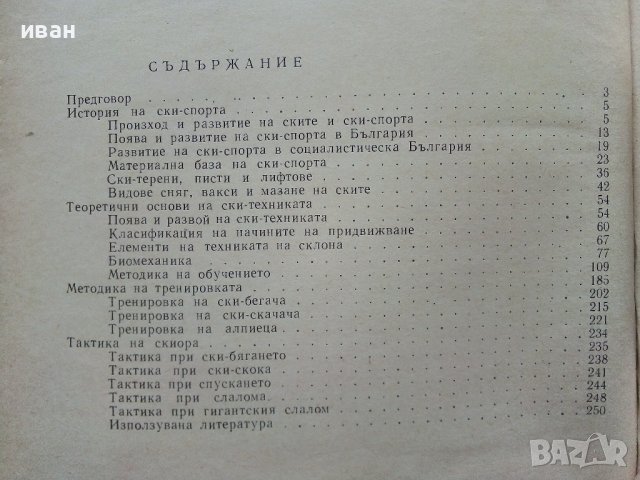 иван
СЪДЪРЖАНИЕ
Предговор . . . . . . . . . . 3
История на ски-спорта . . . . . . . . . . 5
Произход и развитие на ските и ски-спорта . . . . . . . . . . 5
Поява и развитие на ски-спорта в България . . . . . . . . . . 13
Развитие на ски-спорта в социалистическа България . . . . . . . . . . 19
Материална база на ски-спорта . . . . . . . . . . 23
Ски-терени, писти и лифтове . . . . . . . . . . 36
Видове сняг, вакси и мазане на ските . . . . . . . . . . 42
Теоретични основи на ски-техниката . . . . . . . . . . 54
Поява и развой на ски-техниката . . . . . . . . . . 54
Класификация на начините на придвижване . . . . . . . . . . 60
Елементи на техниката на склона . . . . . . . . . . 67
Биомеханика . . . . . . . . . . 77
Методика на обучението . . . . . . . . . . 109
Методика на тренировката . . . . . . . . . . 185
Тренировка на ски-бегача . . . . . . . . . . 202
Тренировка на ски-скачача . . . . . . . . . . 215
Тренировка на алпиеца . . . . . . . . . . 221
Тактика на скиора . . . . . . . . . . 234
Тактика при ски-бягането . . . . . . . . . . 235
Тактика при ски-скока . . . . . . . . . . 238
Тактика при спускането . . . . . . . . . . 241
Тактика при слалома . . . . . . . . . . 244
Тактика при гигантския слалом . . . . . . . . . . 248
Използувана литература . . . . . . . . . . 250
BAZAR